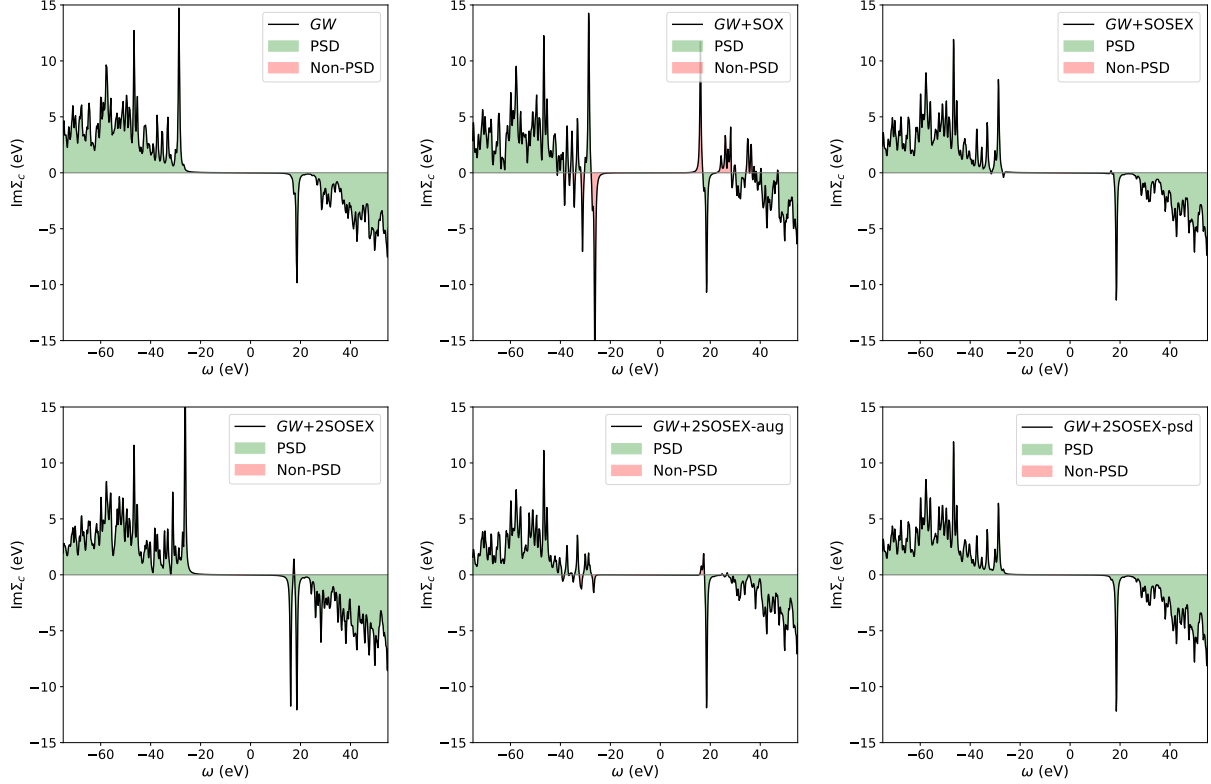 15
10
5
0
−5
−10
−15
−60
−40
−20
0
20
40
ω (eV)
ImΣc (eV)
GW
PSD
Non-PSD
15
10
5
0
−5
−10
−15
−60
−40
−20
0
20
40
ω (eV)
ImΣc (eV)
GW+SOX
PSD
Non-PSD
15
10
5
0
−5
−10
−15
−60
−40
−20
0
20
40
ω (eV)
ImΣc (eV)
GW+SOSEX
PSD
Non-PSD
15
10
5
0
−5
−10
−15
−60
−40
−20
0
20
40
ω (eV)
ImΣc (eV)
GW+2SOSEX
PSD
Non-PSD
15
10
5
0
−5
−10
−15
−60
−40
−20
0
20
40
ω (eV)
ImΣc (eV)
GW+2SOSEX-aug
PSD
Non-PSD
15
10
5
0
−5
−10
−15
−60
−40
−20
0
20
40
ω (eV)
ImΣc (eV)
GW+2SOSEX-psd
PSD
Non-PSD